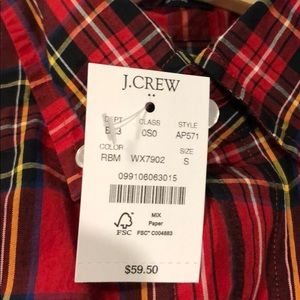 J.CREW
DEPT CLASS STYLE
0S0 AP571
COLOR SIZE
RBM WX7902 S
099106063015
FSC
MIX
Paper
FSC® C004883
$59.50